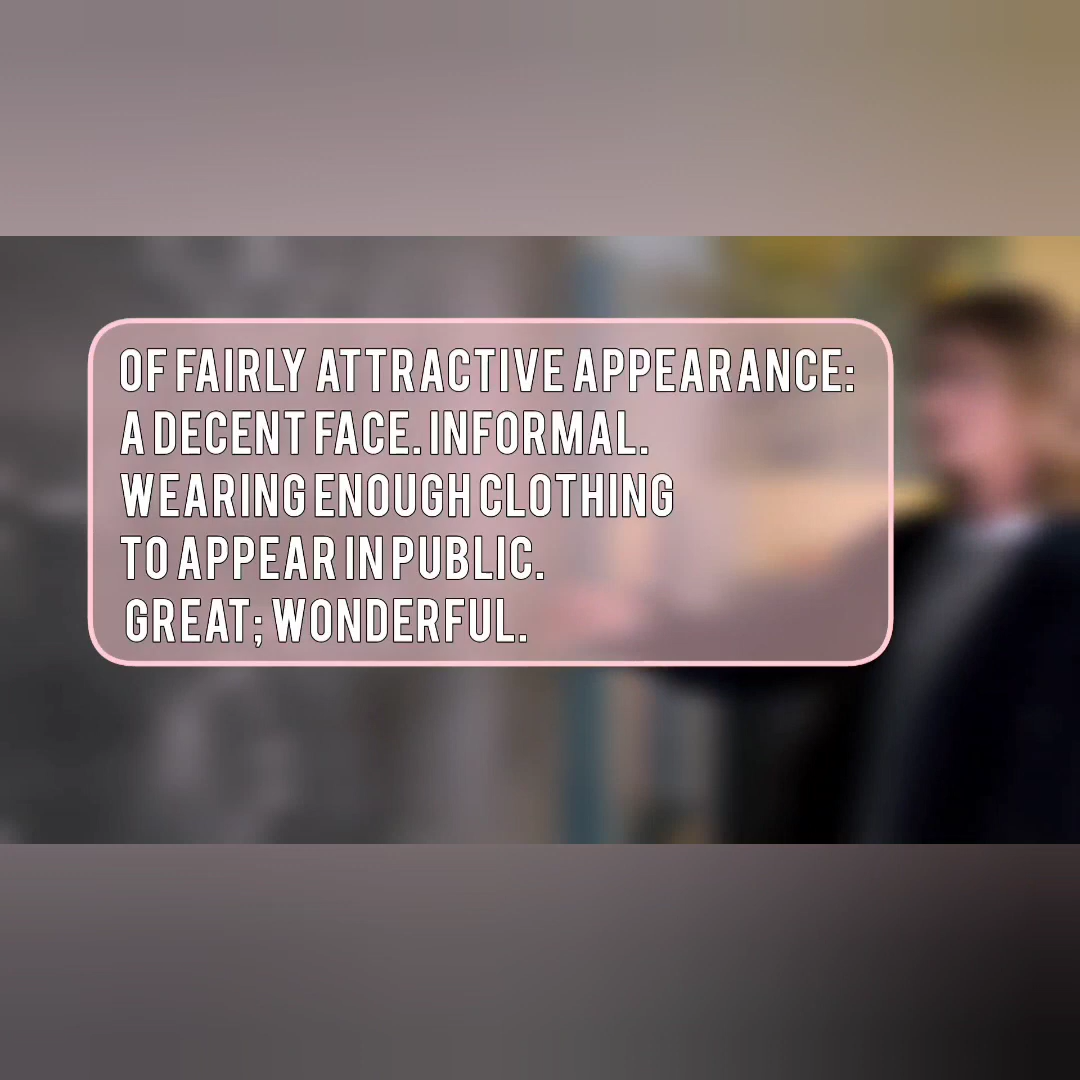 OF FAIRLY ATTRACTIVE APPEARANCE:
A DECENT FACE. INFORMAL.
WEARING ENOUGH CLOTHING
TO APPEAR IN PUBLIC.
GREAT; WONDERFUL.